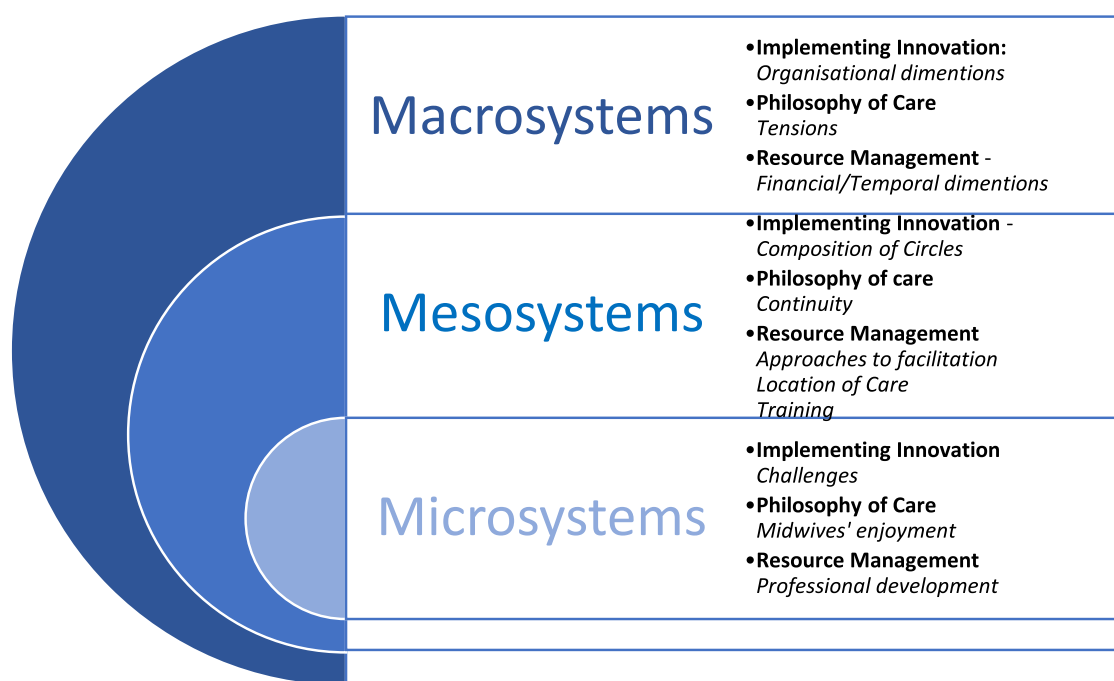 Macrosystems
•Implementing Innovation:
Organisational dimentions
•Philosophy of Care
Tensions
•Resource Management -
Financial/Temporal dimentions
Mesosystems
•Implementing Innovation -
Composition of Circles
•Philosophy of care
Continuity
•Resource Management
Approaches to facilitation
Location of Care
Training
Microsystems
•Implementing Innovation
Challenges
•Philosophy of Care
Midwives' enjoyment
•Resource Management
Professional development